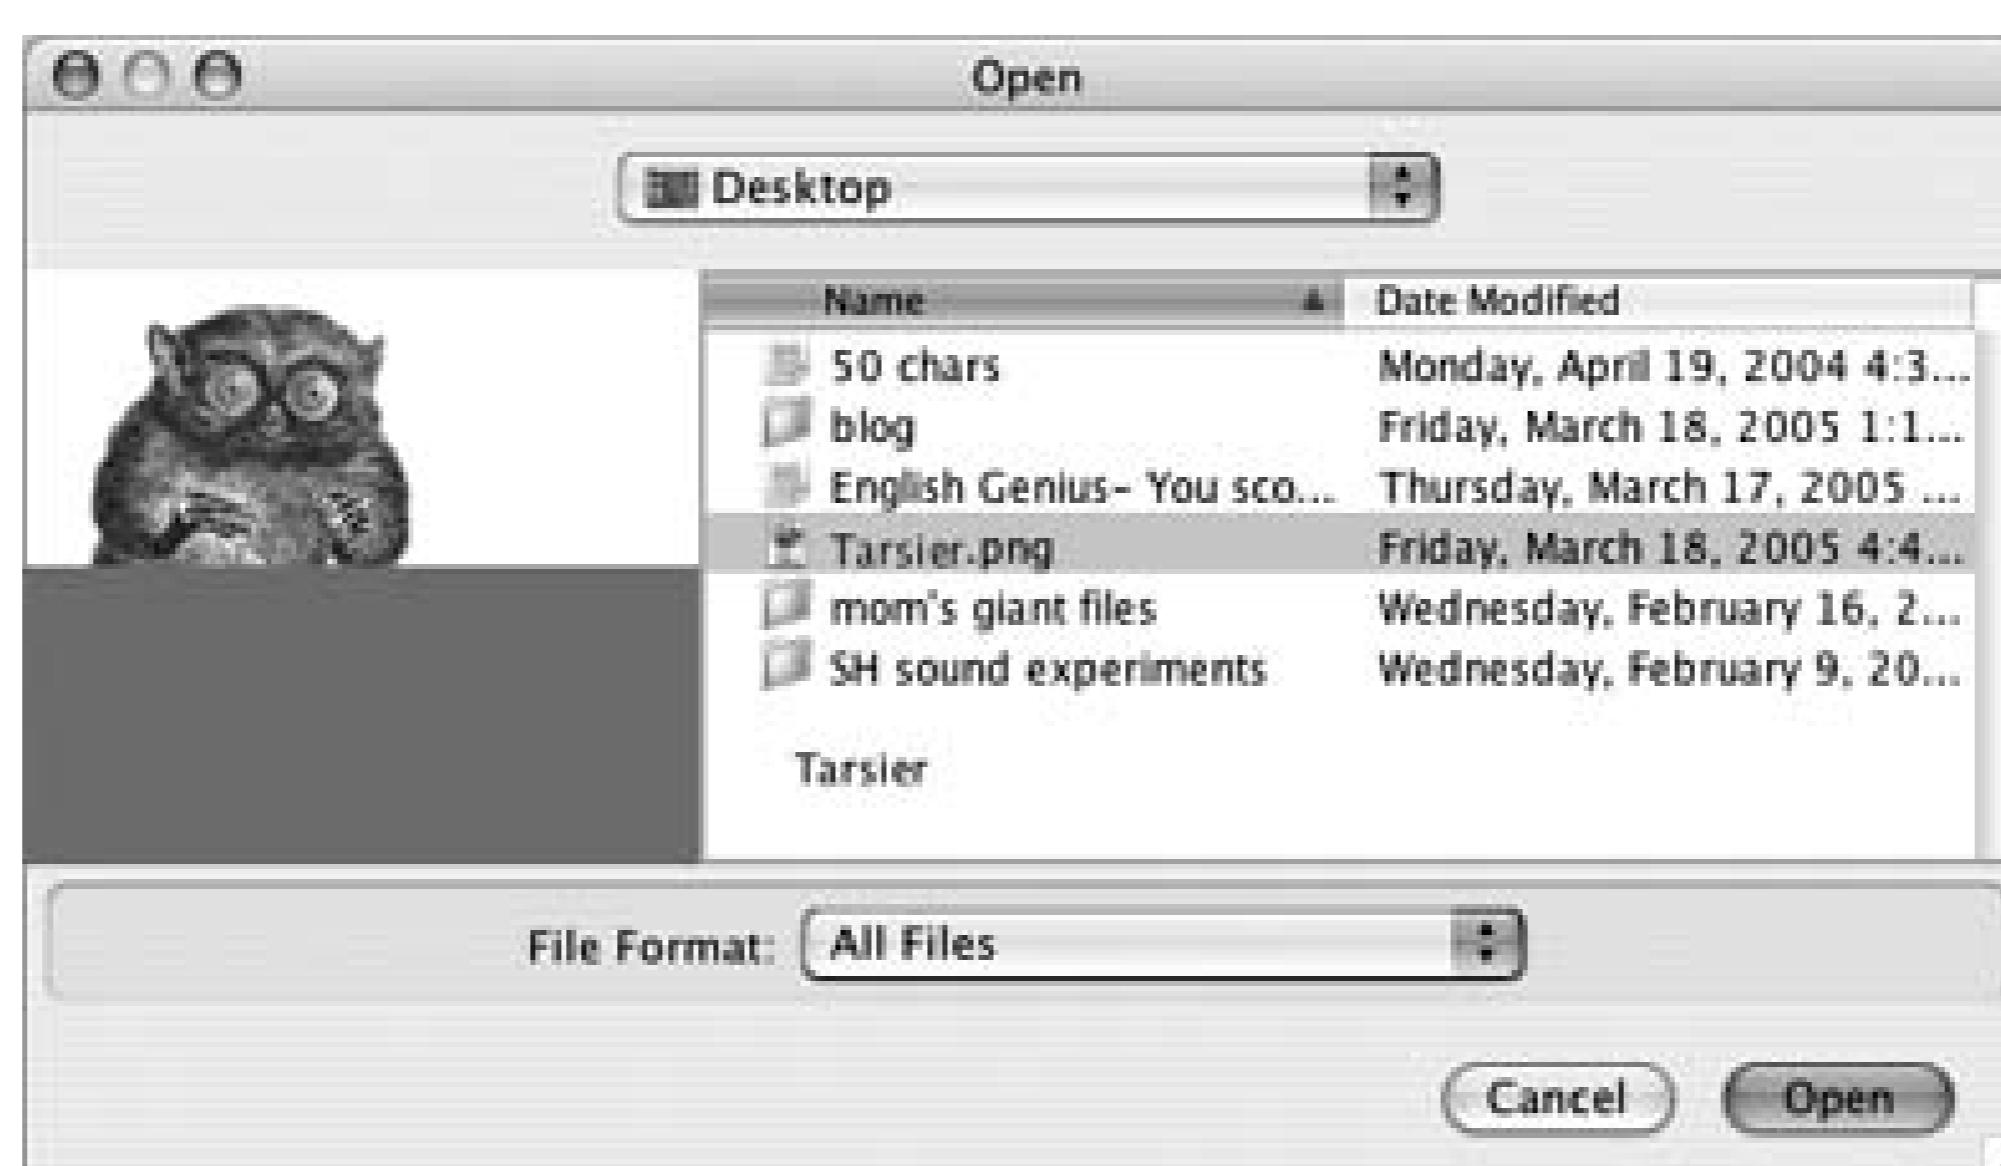 Open
Desktop
Name Date Modified
50 chars Monday, April 19, 2004 4:3...
blog Friday, March 18, 2005 1:1...
English Genius- You sco... Thursday, March 17, 2005 ...
Tarsier.png Friday, March 18, 2005 4:4...
mom's giant files Wednesday, February 16, 2...
SH sound experiments Wednesday, February 9, 20...
Tarsier
File Format: All Files
Cancel Open